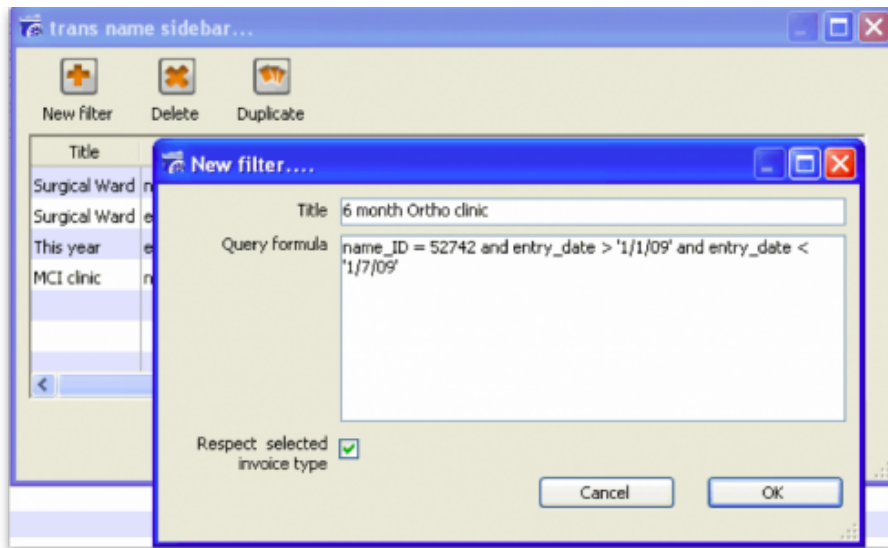 trans name sidebar...
New filter Delete Duplicate
Title
Surgical Ward n
Surgical Ward e
This year e
MCI clinic n
New filter....
Title 6 month Ortho clinic
Query formula name_ID = 52742 and entry_date > '1/1/09' and entry_date <
'1/7/09'
Respect selected
invoice type
Cancel OK